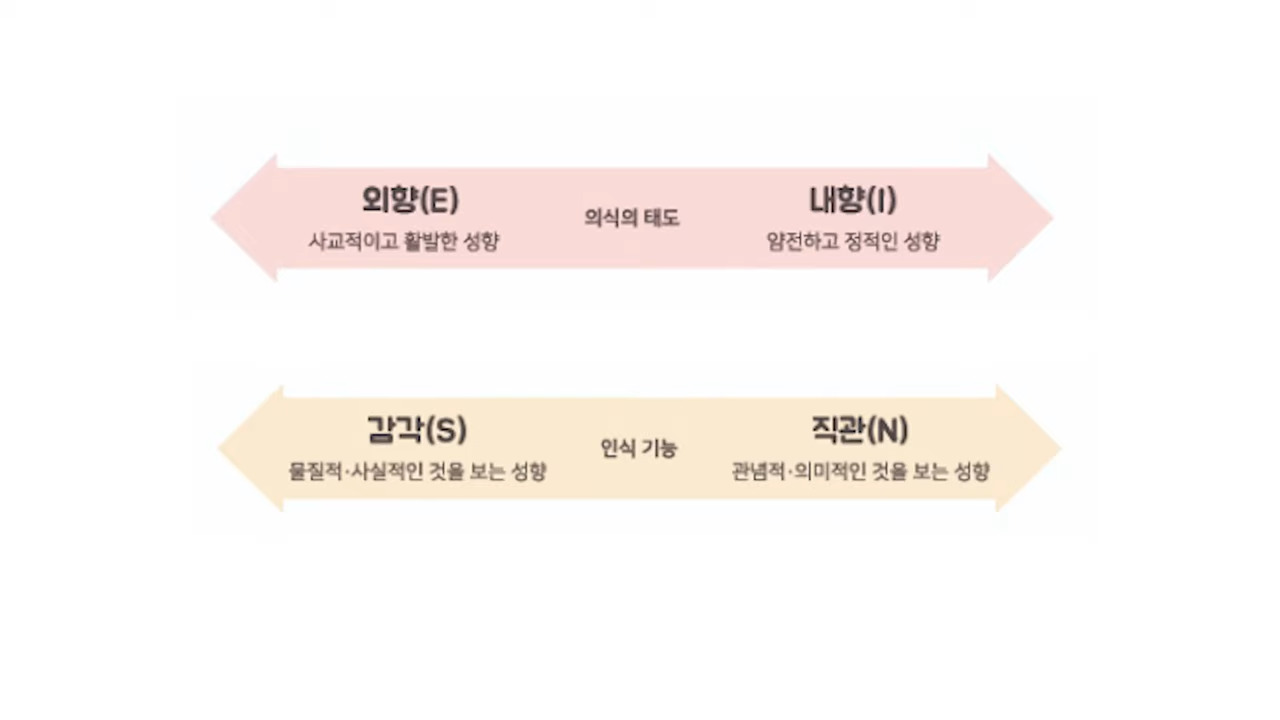 외향(E)
의식의 태도
내향(I)
사교적이고 활발한 성향
얌전하고 정적인 성향
감각(S)
인식 기능
직관(N)
물질적·사실적인 것을 보는 성향
관념적·의미적인 것을 보는 성향